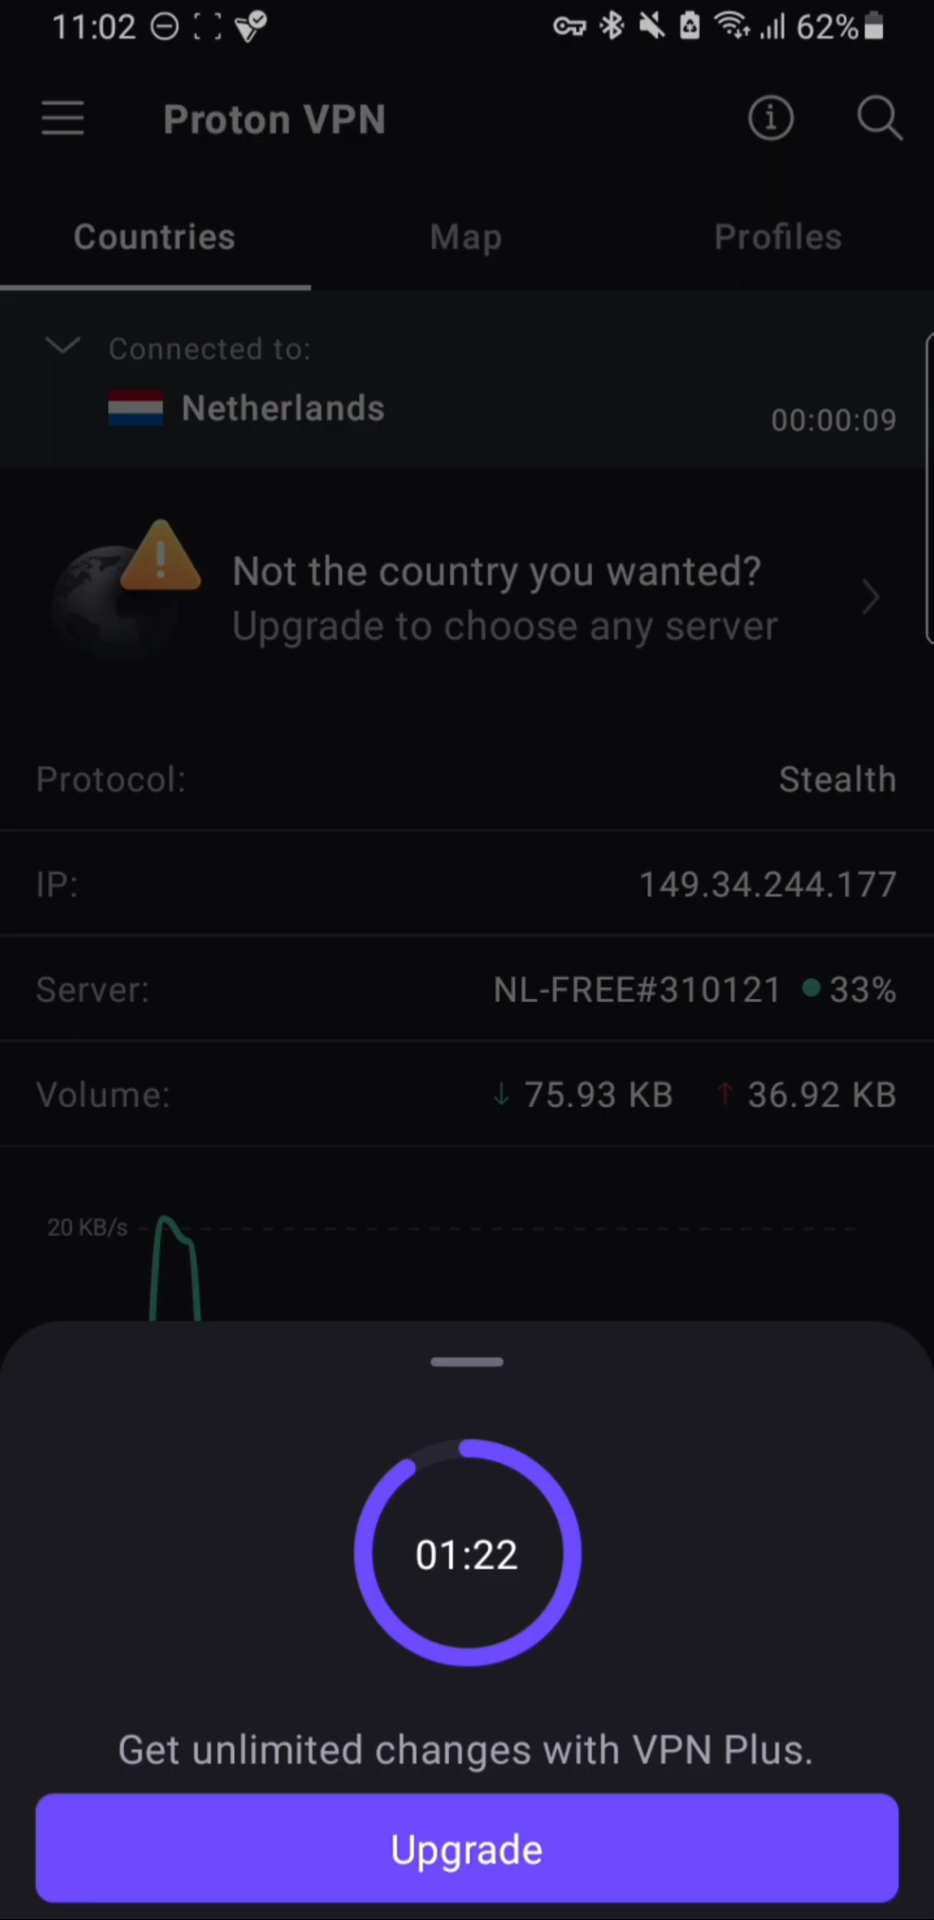 11:02 62%
Proton VPN
Countries Map Profiles
Connected to:
Netherlands 00:00:09
Not the country you wanted?
Upgrade to choose any server
Protocol: Stealth
IP: 149.34.244.177
Server: NL-FREE#310121 33%
Volume: ↓ 75.93 KB ↑ 36.92 KB
20 KB/s
01:22
Get unlimited changes with VPN Plus.
Upgrade